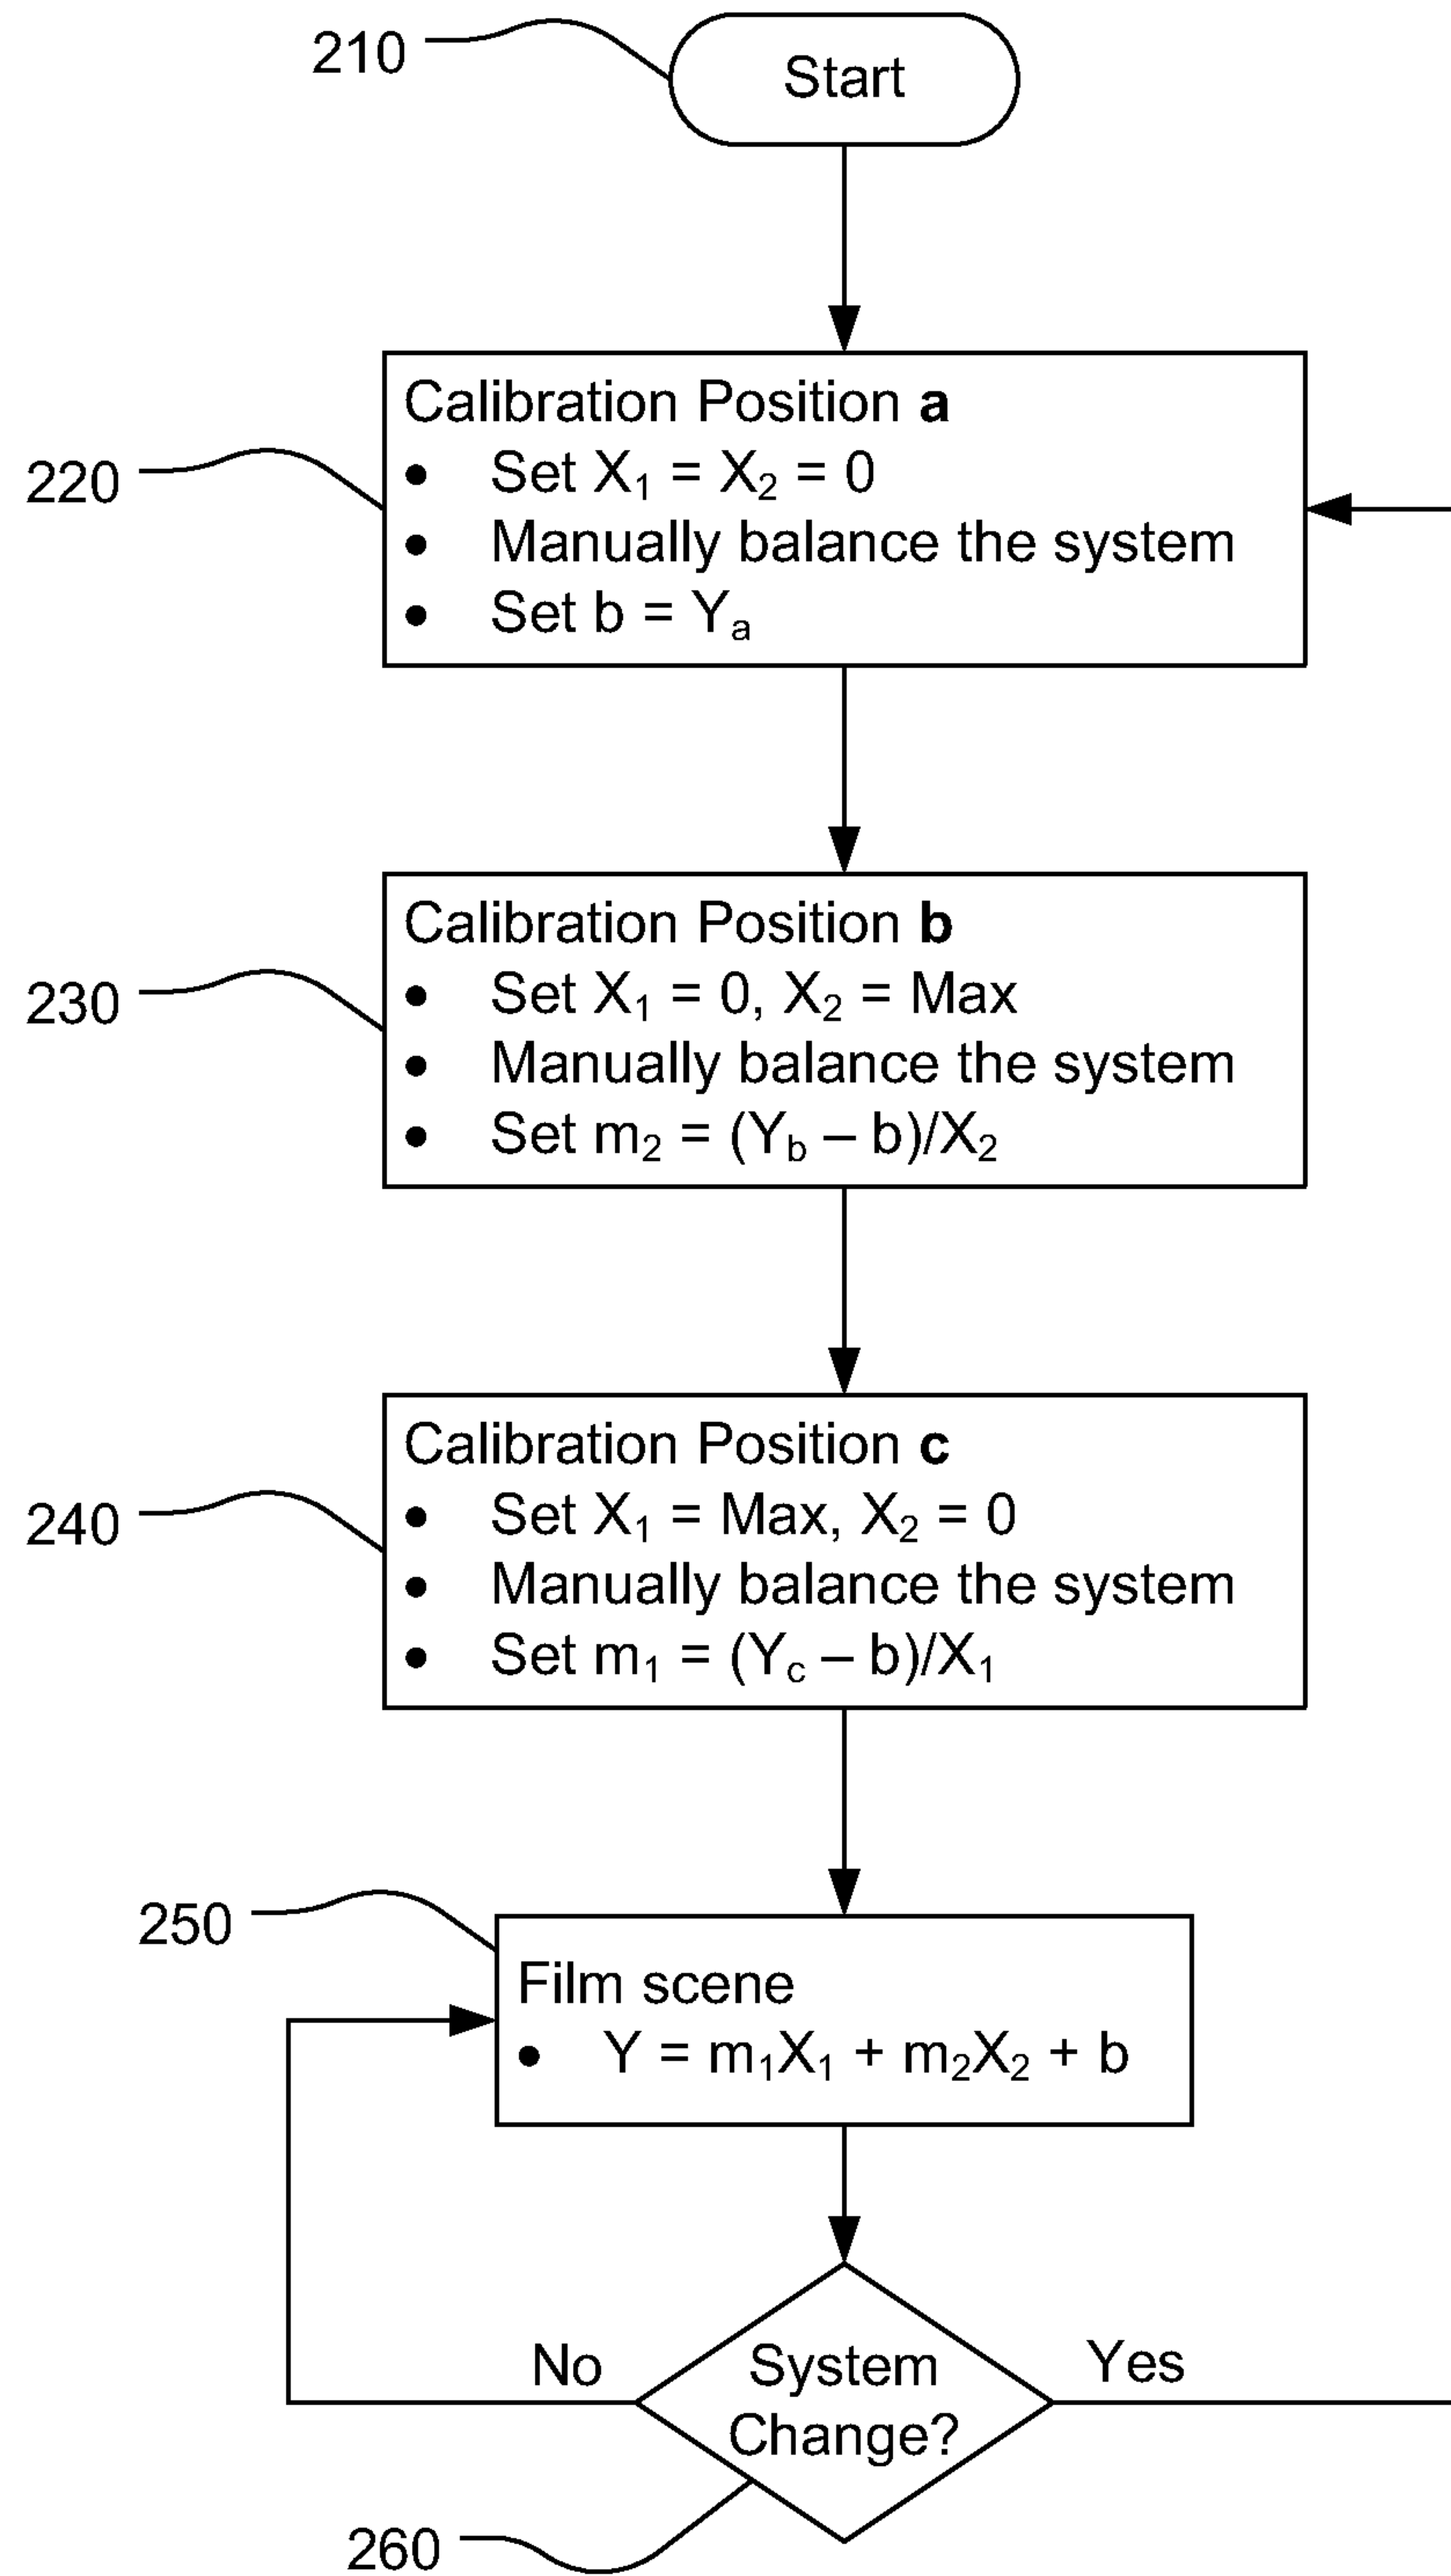 210
Start
220
Calibration Position a
• Set X₁ = X₂ = 0
• Manually balance the system
• Set b = Yₐ
230
Calibration Position b
• Set X₁ = 0, X₂ = Max
• Manually balance the system
• Set m₂ = (Y_b – b)/X₂
240
Calibration Position c
• Set X₁ = Max, X₂ = 0
• Manually balance the system
• Set m₁ = (Y_c – b)/X₁
250
Film scene
• Y = m₁X₁ + m₂X₂ + b
No
System
Change?
Yes
260